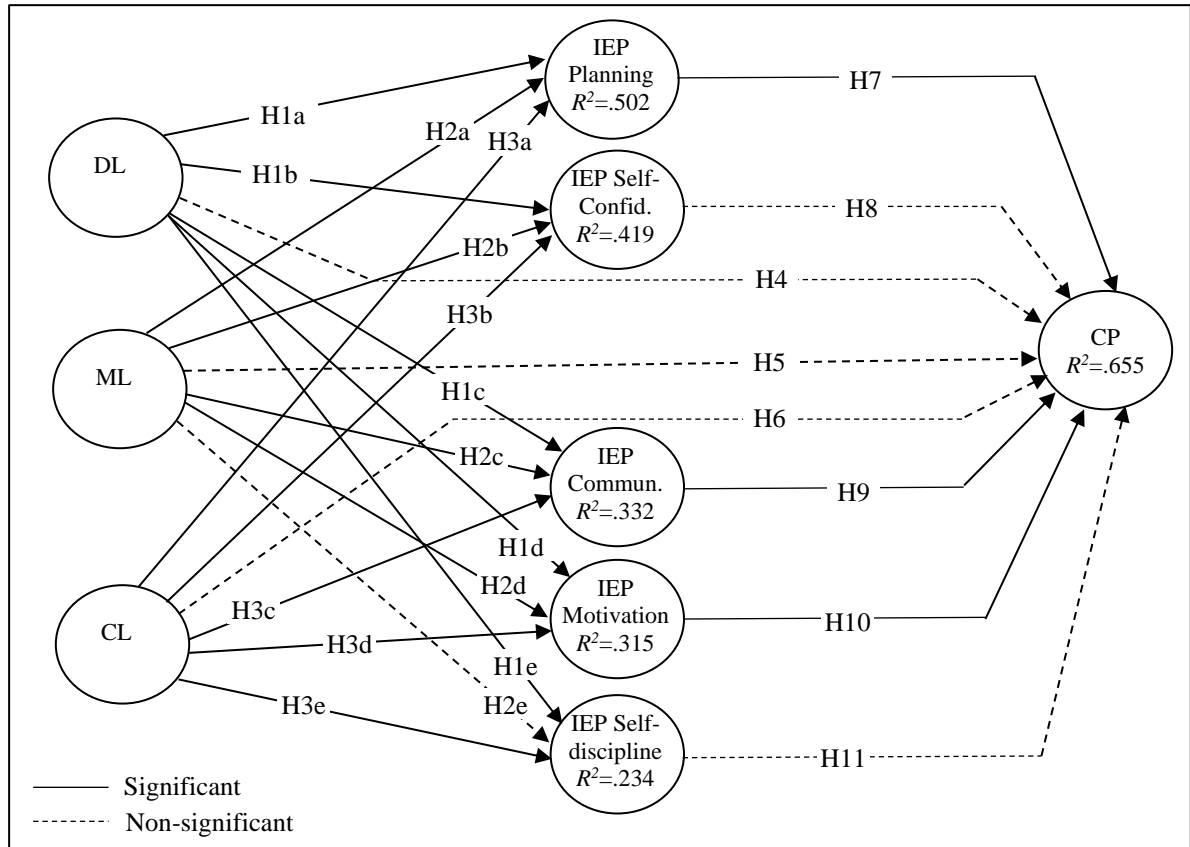 IEP
Planning
R²=.502
H7
H1a
H2a
H3a
DL
H1b
IEP Self-
Confid.
R²=.419
H8
H2b
H4
H3b
ML
H5
CP
R²=.655
H1c
H6
H2c
IEP
Commun.
R²=.332
H9
H1d
H2d
H3c
CL
IEP
Motivation
R²=.315
H10
H3d
H1e
H2e
H3e
IEP Self-
discipline
R²=.234
H11
Significant
Non-significant